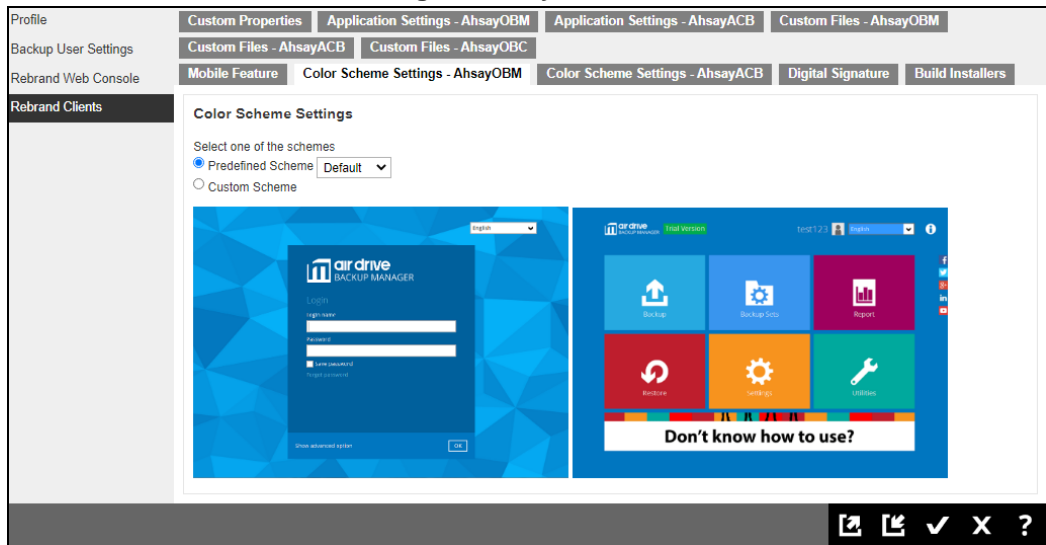 Profile
Backup User Settings
Rebrand Web Console
Rebrand Clients
Custom Properties Application Settings - AhsayOBM Application Settings - AhsayACB Custom Files - AhsayOBM
Custom Files - AhsayACB Custom Files - AhsayOBC
Mobile Feature Color Scheme Settings - AhsayOBM Color Scheme Settings - AhsayACB Digital Signature Build Installers
Color Scheme Settings
Select one of the schemes
Predefined Scheme Default
Custom Scheme
English
air drive
BACKUP MANAGER
Login
Login name
Password
Save password
Forgot password
Show advanced option OK
air drive Trial Version test123 English
BACKUP MANAGER
Backup Backup Sets Report
Restore Settings Utilities
Don't know how to use?